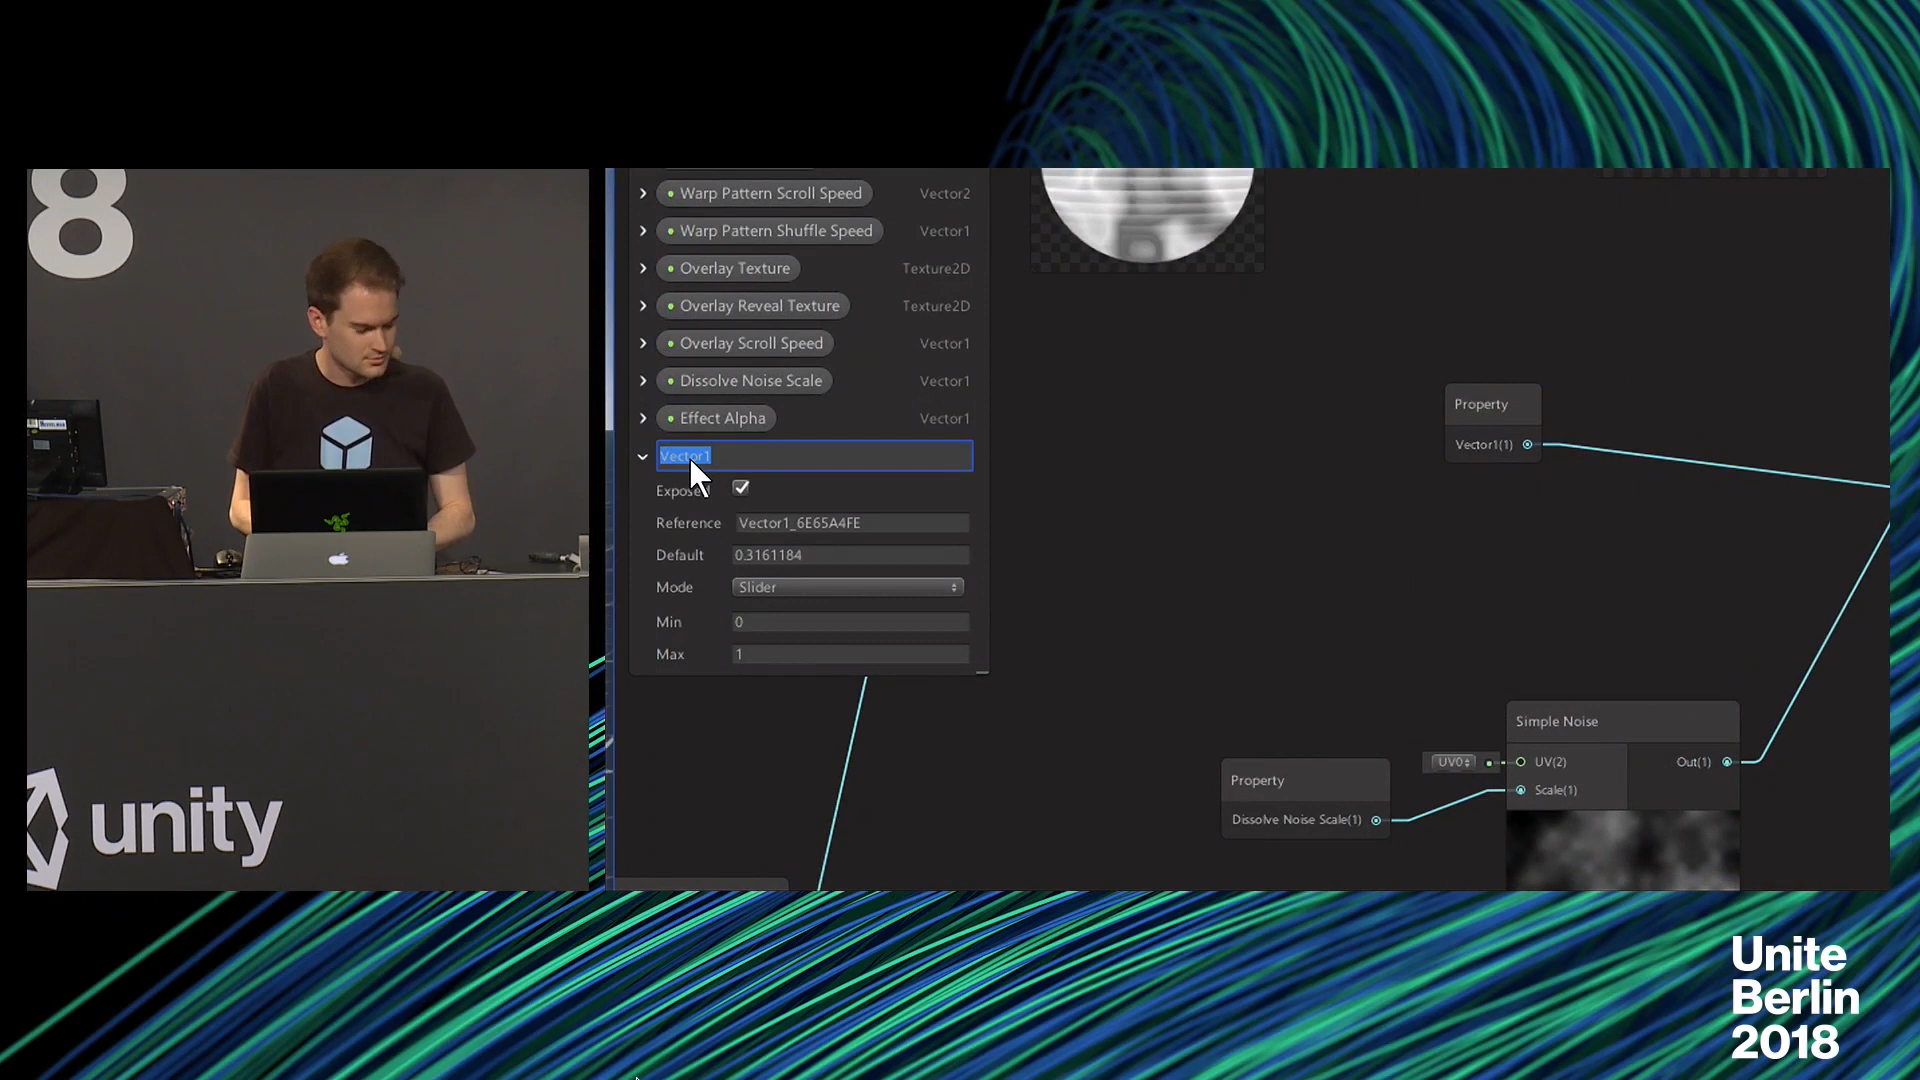 8
unity
Warp Pattern Scroll Speed Vector2
Warp Pattern Shuffle Speed Vector1
Overlay Texture Texture2D
Overlay Reveal Texture Texture2D
Overlay Scroll Speed Vector1
Dissolve Noise Scale Vector1
Effect Alpha Vector1
Vector1
Exposed
Reference Vector1_6E65A4FE
Default 0.3161184
Mode Slider
Min 0
Max 1
Property
Vector1(1)
Simple Noise
UV0 UV(2) Out(1)
Scale(1)
Property
Dissolve Noise Scale(1)
Unite
Berlin
2018